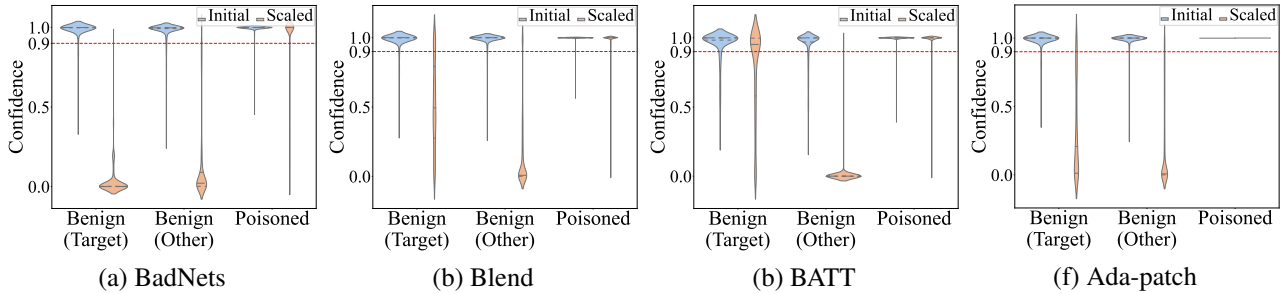 Initial Scaled
1.0
0.9
0.5
0.0
Confidence
Benign
(Target)
Benign
(Other)
Poisoned
(a) BadNets
Initial Scaled
1.0
0.9
0.5
0.0
Confidence
Benign
(Target)
Benign
(Other)
Poisoned
(b) Blend
Initial Scaled
1.0
0.9
0.5
0.0
Confidence
Benign
(Target)
Benign
(Other)
Poisoned
(b) BATT
Initial Scaled
1.0
0.9
0.5
0.0
Confidence
Benign
(Target)
Benign
(Other)
Poisoned
(f) Ada-patch